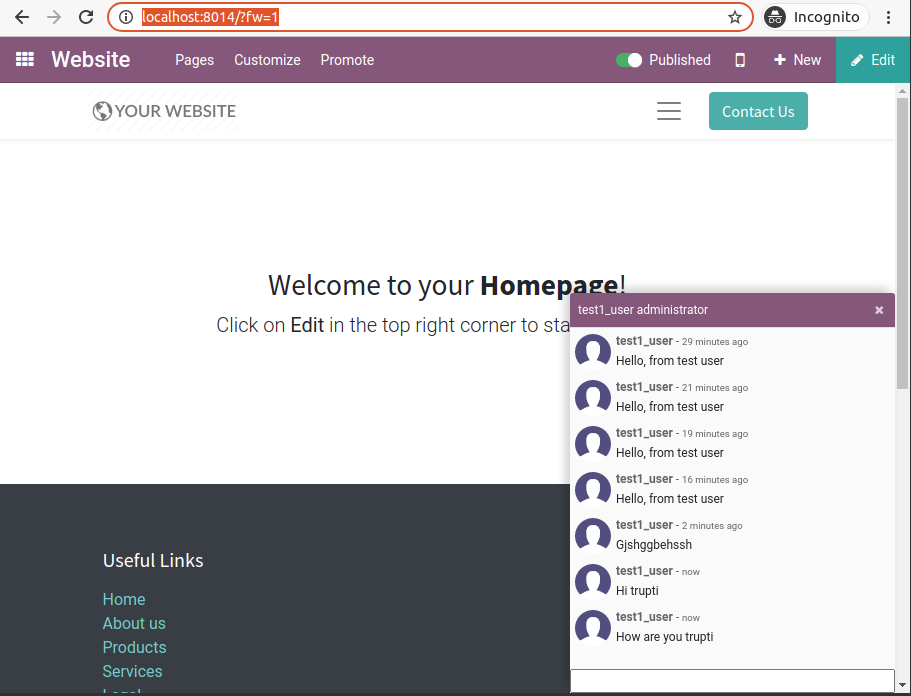 localhost:8014/?fw=1
Incognito
Website
Pages
Customize
Promote
Published
New
Edit
YOUR WEBSITE
Contact Us
Welcome to your Homepage!
Click on Edit in the top right corner to sta
test1_user administrator
test1_user - 29 minutes ago
Hello, from test user
test1_user - 21 minutes ago
Hello, from test user
test1_user - 19 minutes ago
Hello, from test user
test1_user - 16 minutes ago
Hello, from test user
test1_user - 2 minutes ago
Gjshggbehssh
test1_user - now
Hi trupti
test1_user - now
How are you trupti
Useful Links
Home
About us
Products
Services
Legal